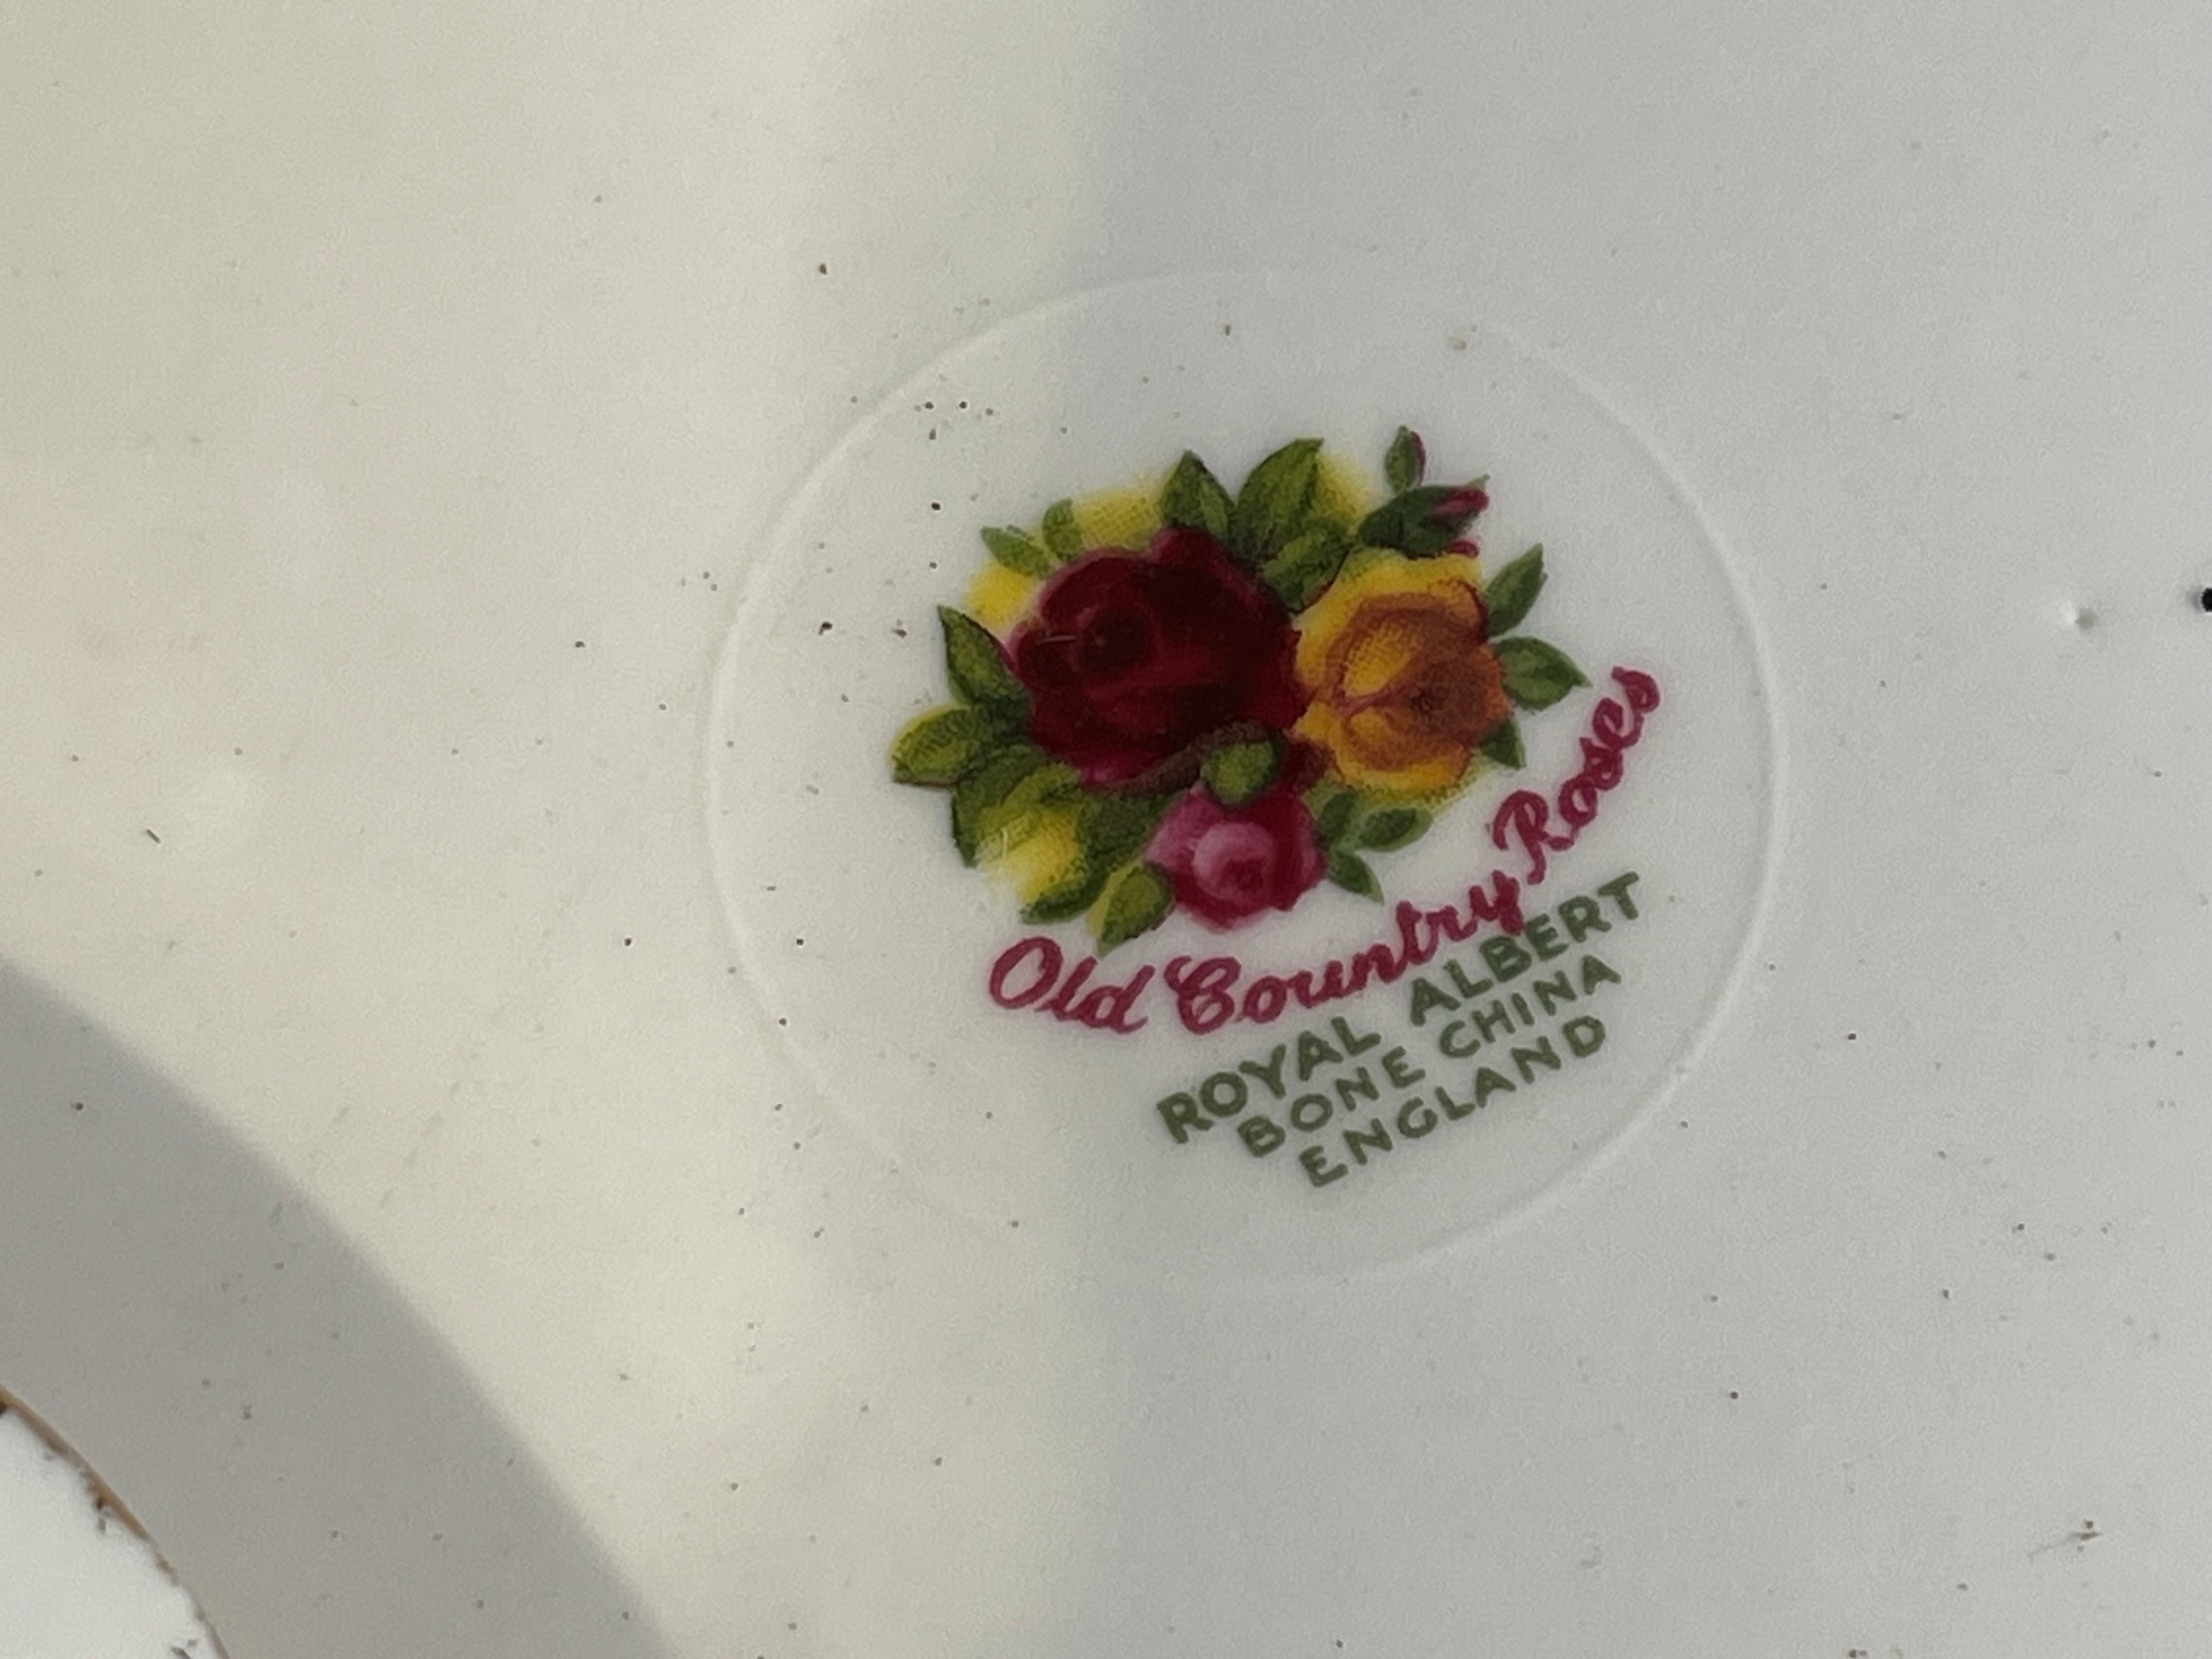 Old Country Roses
ROYAL ALBERT
BONE CHINA
ENGLAND